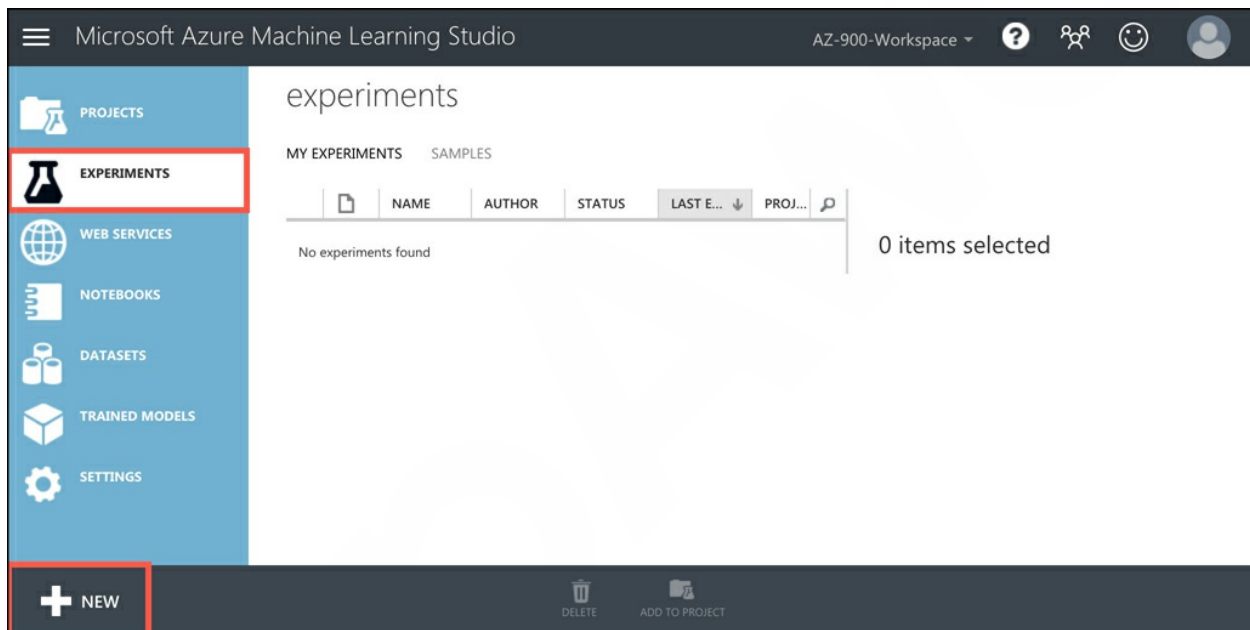 Microsoft Azure Machine Learning Studio
AZ-900-Workspace
?
PROJECTS
EXPERIMENTS
WEB SERVICES
NOTEBOOKS
DATASETS
TRAINED MODELS
SETTINGS
experiments
MY EXPERIMENTS SAMPLES
NAME AUTHOR STATUS LAST E... PROJ...
No experiments found
0 items selected
NEW
DELETE ADD TO PROJECT